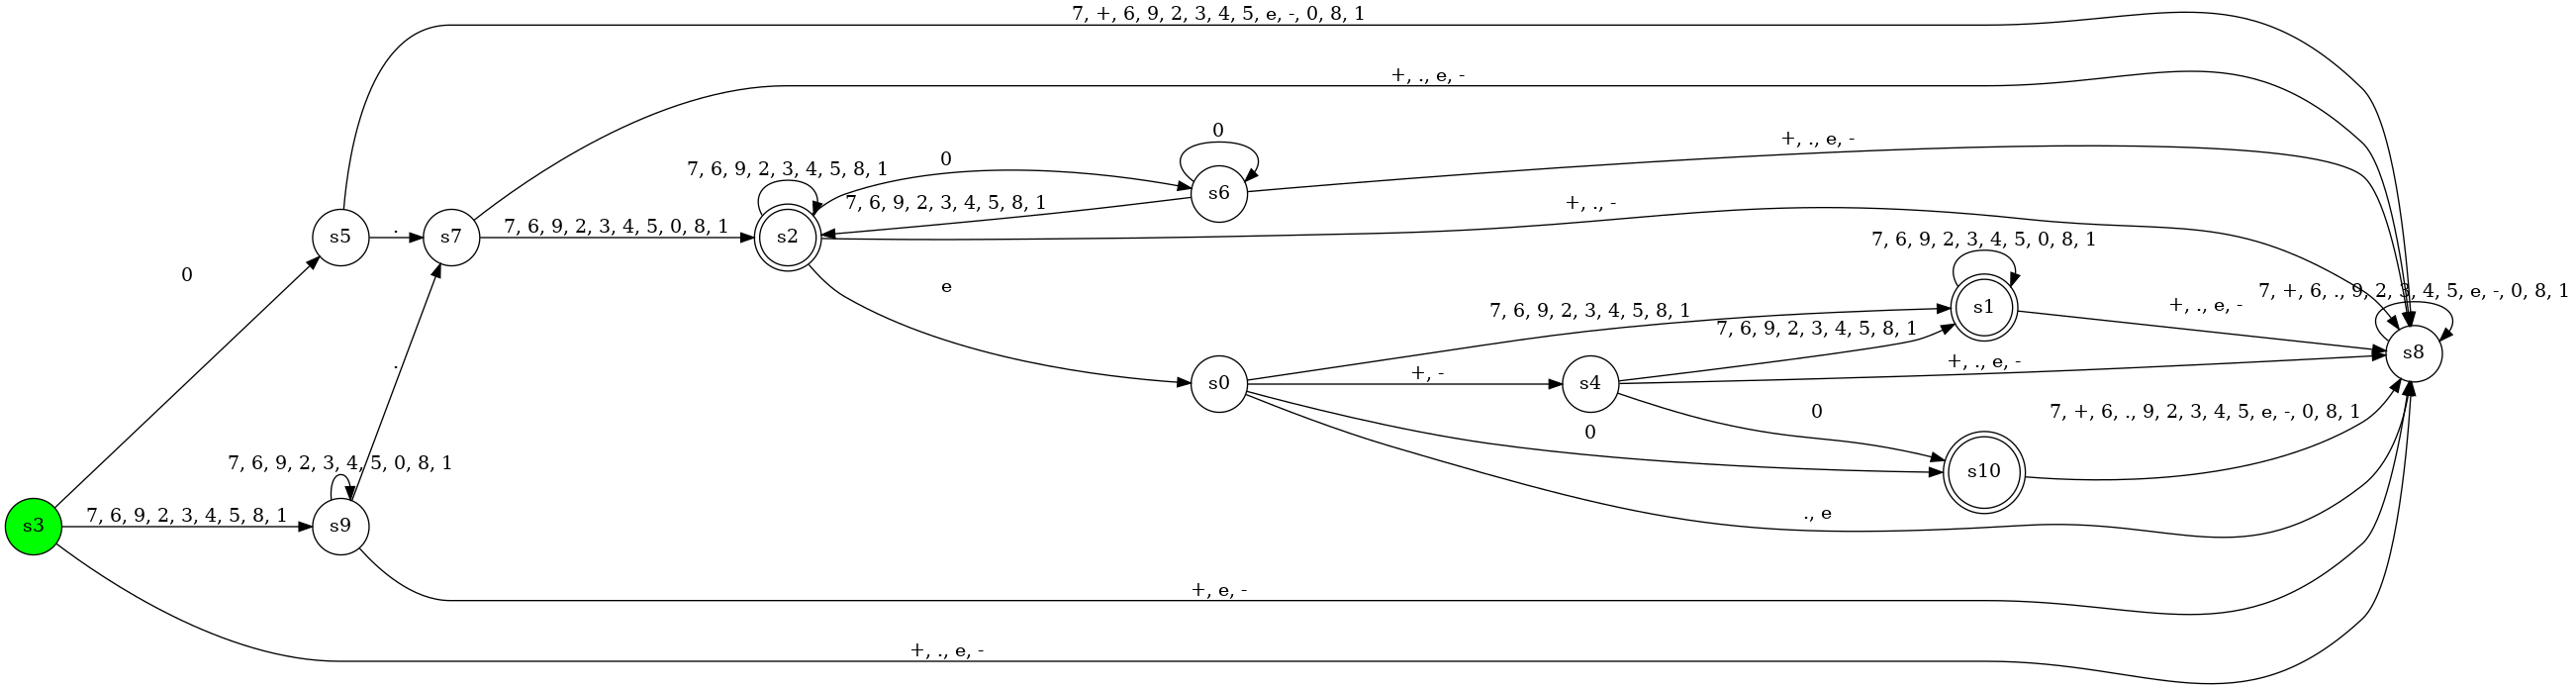 7, +, 6, 9, 2, 3, 4, 5, e, -, 0, 8, 1
+, ., e, -
0
+, ., e, -
0
7, 6, 9, 2, 3, 4, 5, 8, 1
s6
7, 6, 9, 2, 3, 4, 5, 8, 1
+, ., -
s5
.
s7
7, 6, 9, 2, 3, 4, 5, 0, 8, 1
s2
7, 6, 9, 2, 3, 4, 5, 0, 8, 1
0
e
7, +, 6, ., 9, 2, 3, 4, 5, e, -, 0, 8, 1
7, 6, 9, 2, 3, 4, 5, 8, 1
s1
+, ., e, -
7, 6, 9, 2, 3, 4, 5, 8, 1
s8
.
+, ., e, -
s0
+, -
s4
0
7, +, 6, ., 9, 2, 3, 4, 5, e, -, 0, 8, 1
0
7, 6, 9, 2, 3, 4, 5, 0, 8, 1
s10
s3
7, 6, 9, 2, 3, 4, 5, 8, 1
s9
., e
+, e, -
+, ., e, -